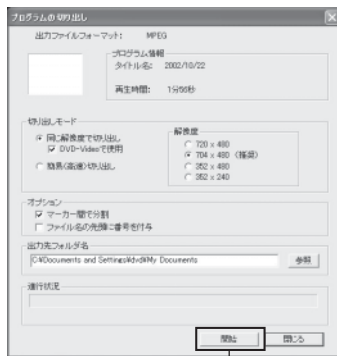 プログラムの切り出し
出力ファイルフォーマット: MPEG
プログラム情報
タイトル名: 2002/10/22
再生時間: 1分56秒
切り出しモード
同じ解像度で切り出し
DVD-Videoで使用
簡易(高速)切り出し
解像度
720 x 480
704 x 480 (推奨)
352 x 480
352 x 240
オプション
マーカー間で分割
ファイル名の先頭に番号を付与
出力先フォルダ名
C:¥Documents and Settings¥dvd¥My Documents
参照
進行状況
開始
閉じる